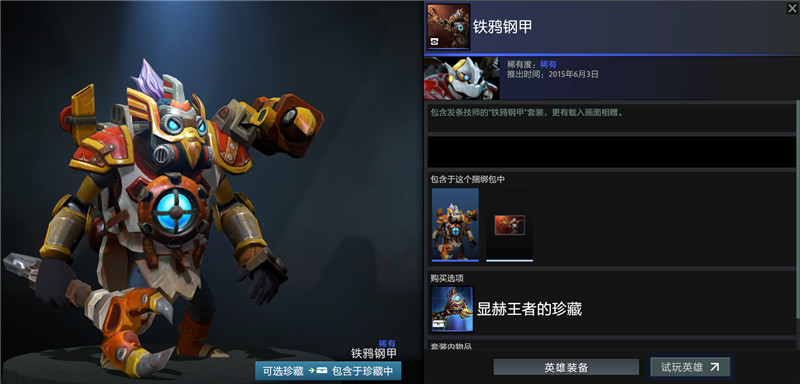 稀有
铁鸦钢甲
可选珍藏 包含于珍藏中
铁鸦钢甲
稀有度：稀有
推出时间：2015年6月3日
包含发条技师的“铁鸦钢甲”套装，更有载入画面相赠。
包含于这个捆绑包中
购买选项
显赫王者的珍藏
套装内物品
英雄装备
试玩英雄